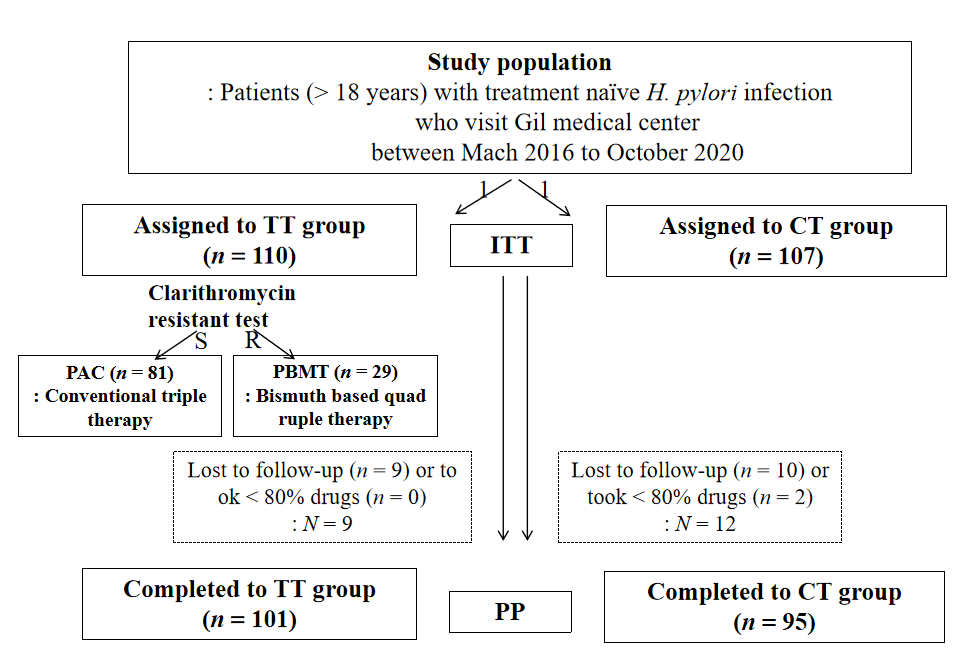 Study population
: Patients (> 18 years) with treatment naïve H. pylori infection
who visit Gil medical center
between Mach 2016 to October 2020
1 1
Assigned to TT group
(n = 110)
ITT
Assigned to CT group
(n = 107)
Clarithromycin
resistant test
S R
PAC (n = 81)
: Conventional triple
therapy
PBMT (n = 29)
: Bismuth based quad
ruple therapy
Lost to follow-up (n = 9) or to
ok < 80% drugs (n = 0)
: N = 9
Lost to follow-up (n = 10) or
took < 80% drugs (n = 2)
: N = 12
Completed to TT group
(n = 101)
PP
Completed to CT group
(n = 95)